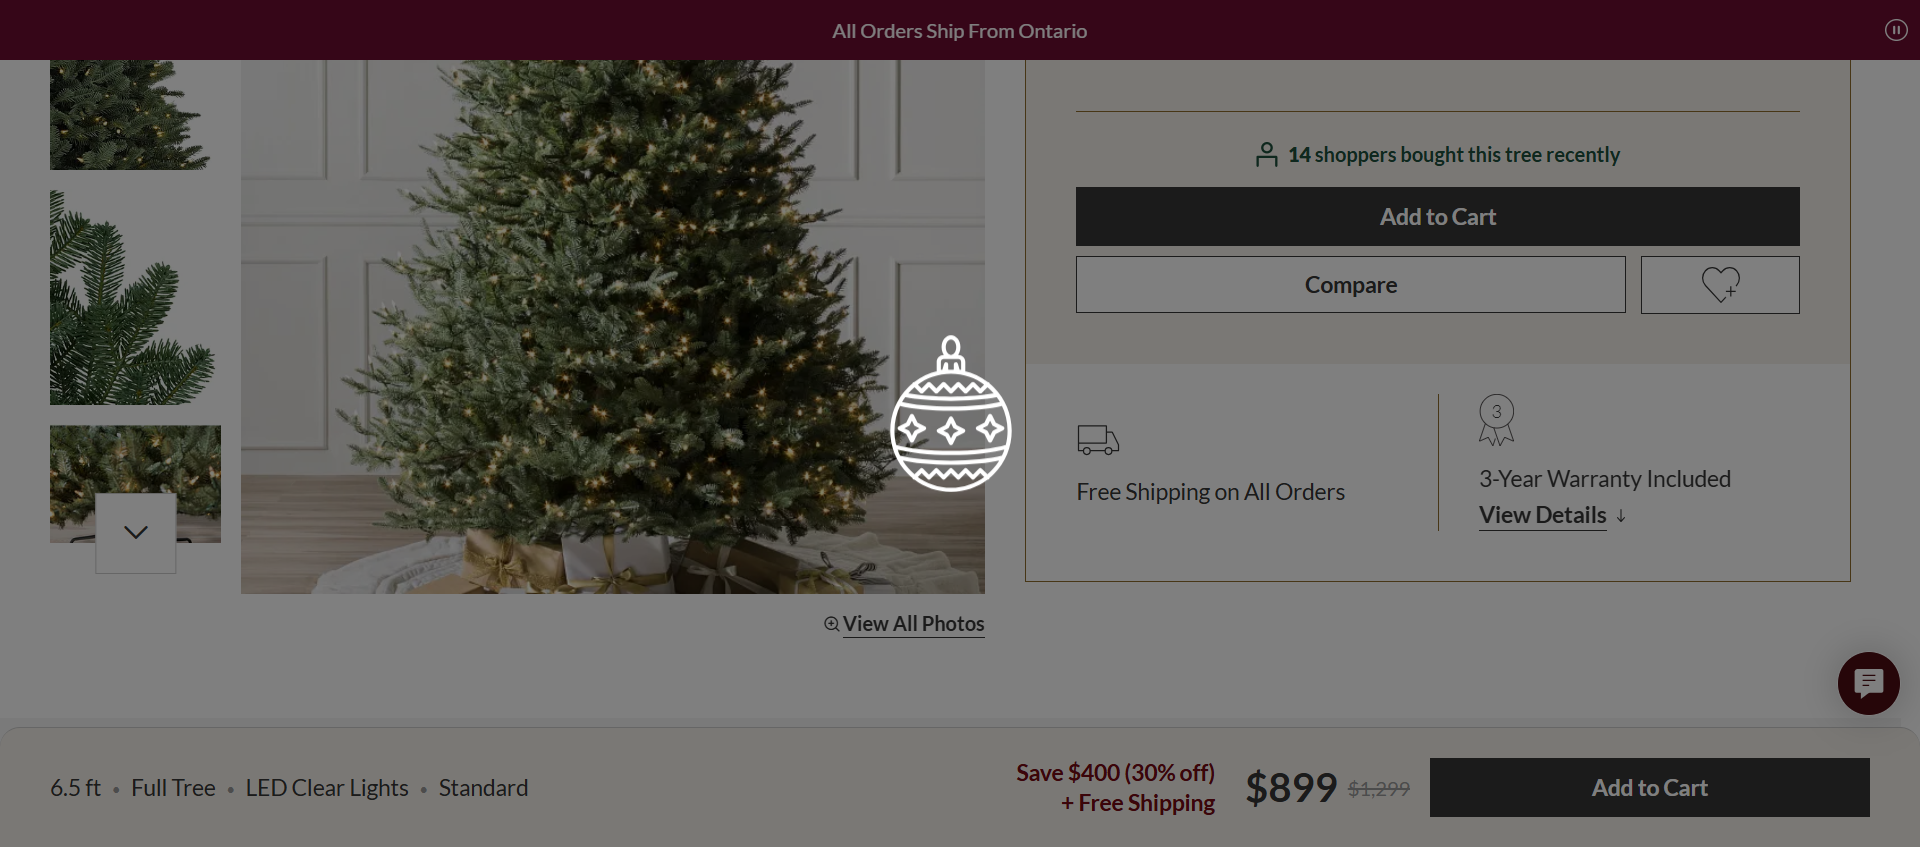 All Orders Ship From Ontario
14 shoppers bought this tree recently
Add to Cart
Compare
Free Shipping on All Orders
3
3-Year Warranty Included
View Details ↓
View All Photos
6.5 ft • Full Tree • LED Clear Lights • Standard
Save $400 (30% off)
+ Free Shipping
$899 $1,299
Add to Cart